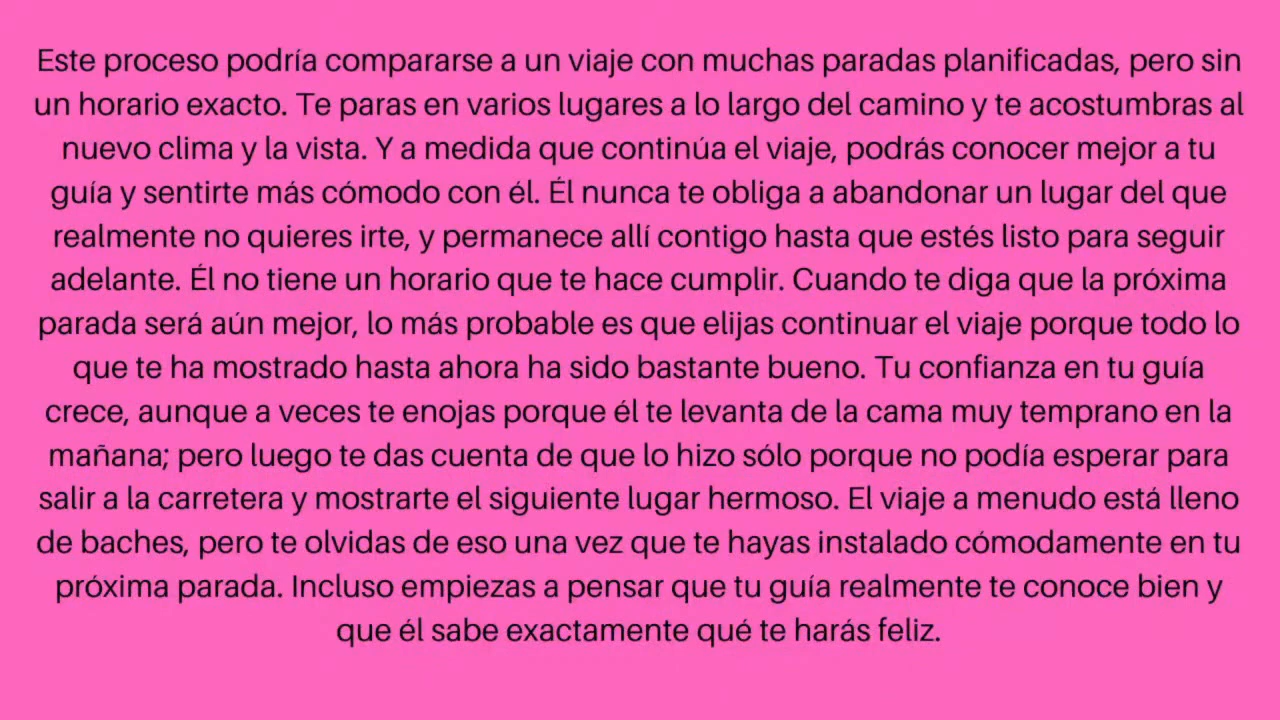 Este proceso podría compararse a un viaje con muchas paradas planificadas, pero sin
un horario exacto. Te paras en varios lugares a lo largo del camino y te acostumbras al
nuevo clima y la vista. Y a medida que continúa el viaje, podrás conocer mejor a tu
guía y sentirte más cómodo con él. Él nunca te obliga a abandonar un lugar del que
realmente no quieres irte, y permanece allí contigo hasta que estés listo para seguir
adelante. Él no tiene un horario que te hace cumplir. Cuando te diga que la próxima
parada será aún mejor, lo más probable es que elijas continuar el viaje porque todo lo
que te ha mostrado hasta ahora ha sido bastante bueno. Tu confianza en tu guía
crece, aunque a veces te enojas porque él te levanta de la cama muy temprano en la
mañana; pero luego te das cuenta de que lo hizo sólo porque no podía esperar para
salir a la carretera y mostrarte el siguiente lugar hermoso. El viaje a menudo está lleno
de baches, pero te olvidas de eso una vez que te hayas instalado cómodamente en tu
próxima parada. Incluso empiezas a pensar que tu guía realmente te conoce bien y
que él sabe exactamente qué te harás feliz.